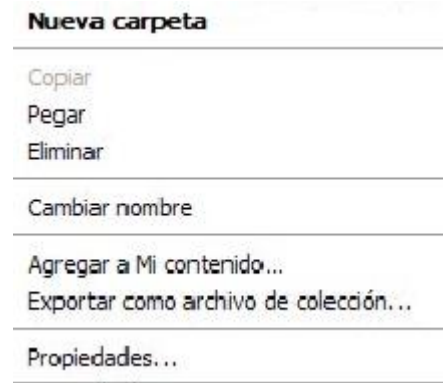 Nueva carpeta
Copiar
Pegar
Eliminar
Cambiar nombre
Agregar a Mi contenido...
Exportar como archivo de colección...
Propiedades...